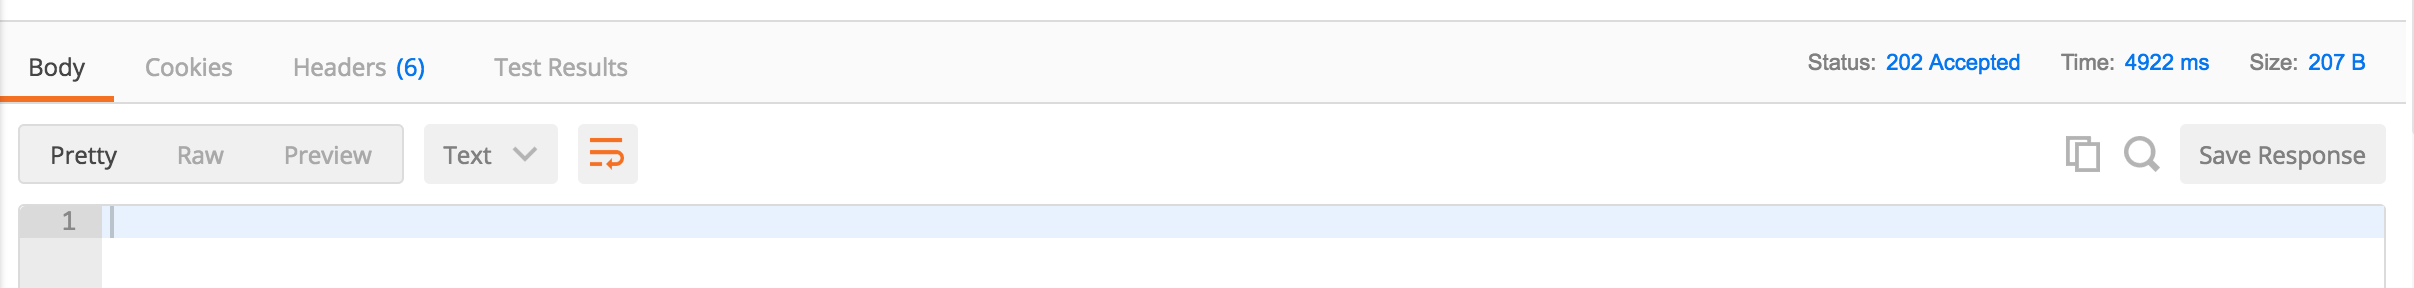 Body Cookies Headers (6) Test Results Status: 202 Accepted Time: 4922 ms Size: 207 B
Pretty Raw Preview Text Save Response
1